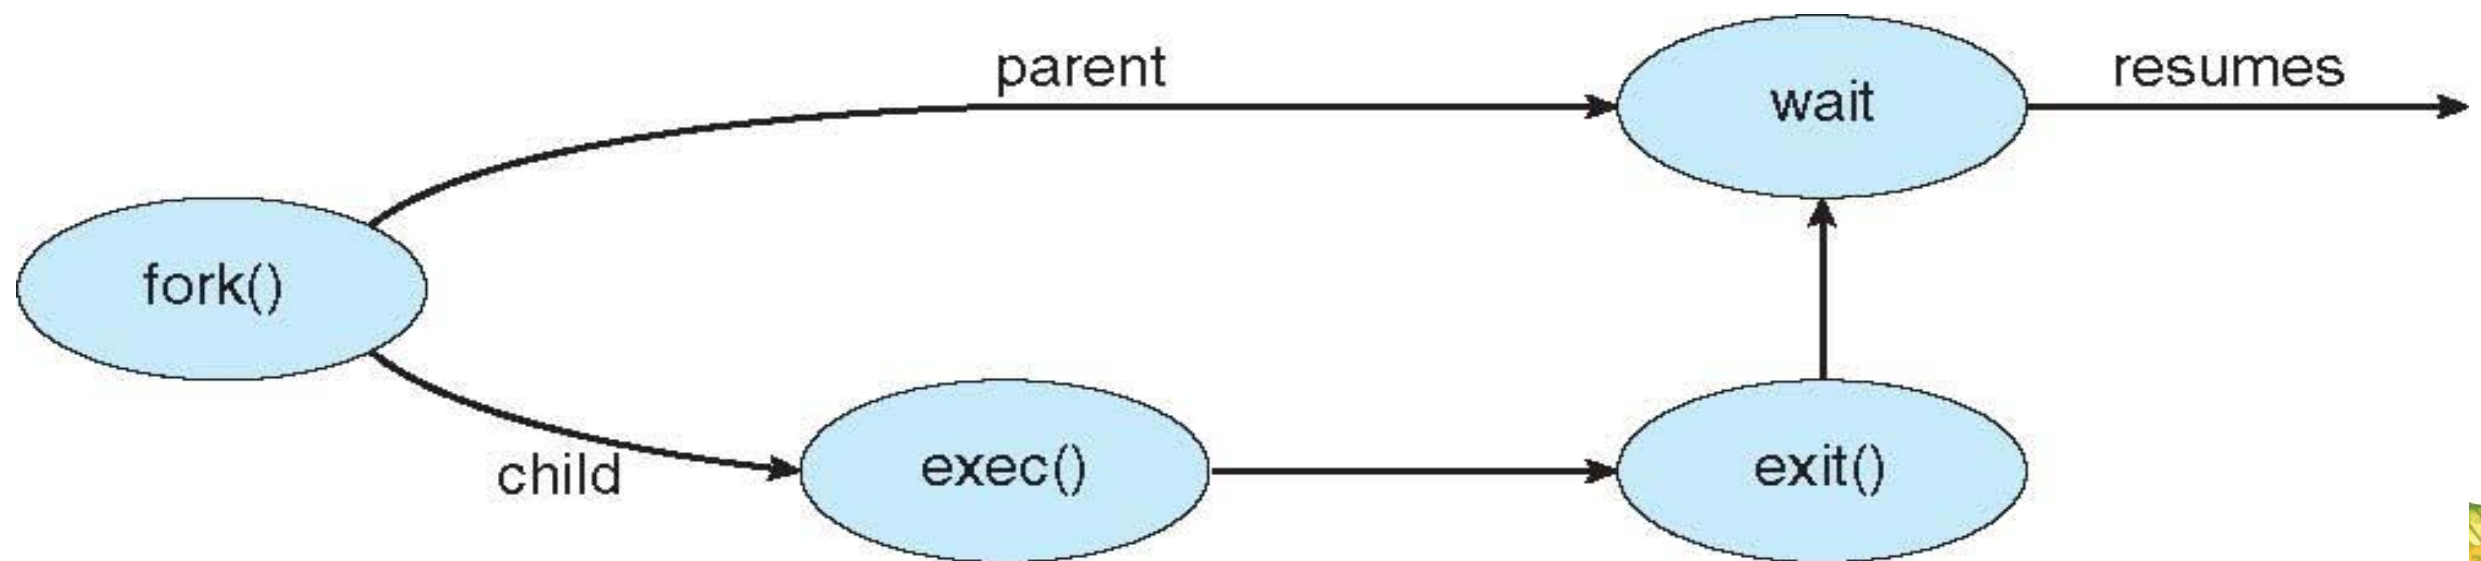 parent
resumes
wait
fork()
child
exec()
exit()